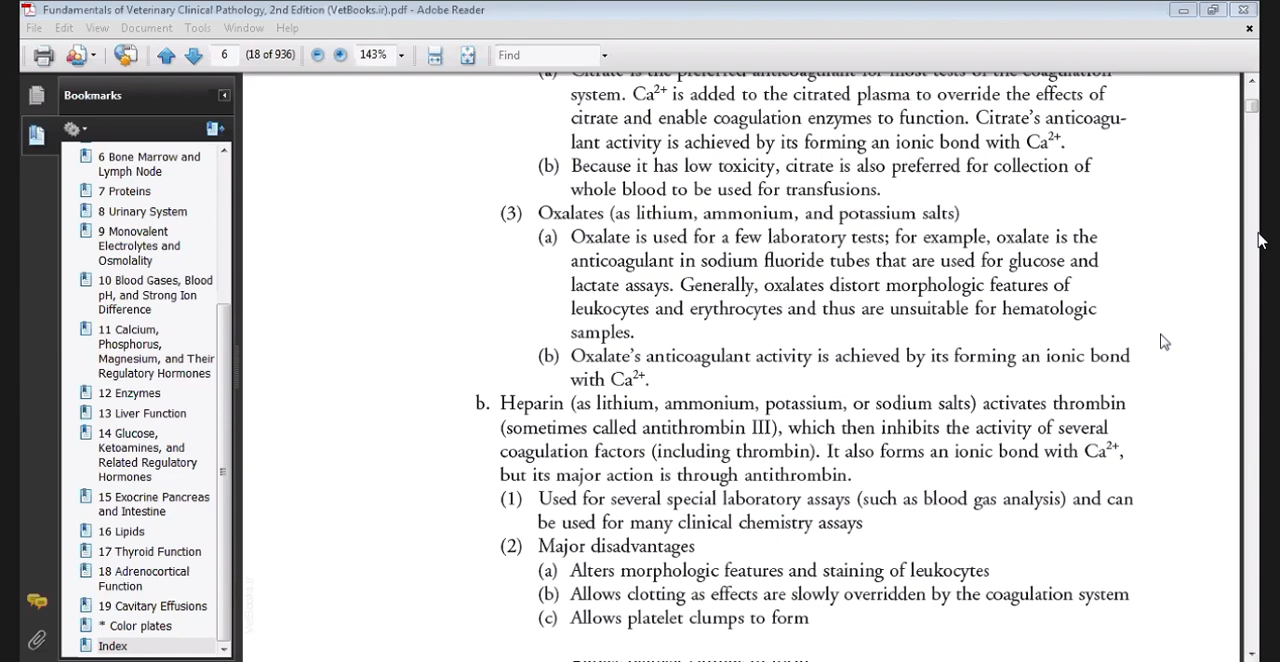 Fundamentals of Veterinary Clinical Pathology, 2nd Edition (VetBooks.ir).pdf - Adobe Reader
File Edit View Document Tools Window Help
6 (18 of 936) 143% Find
Bookmarks
6 Bone Marrow and
Lymph Node
7 Proteins
8 Urinary System
9 Monovalent
Electrolytes and
Osmolality
10 Blood Gases, Blood
pH, and Strong Ion
Difference
11 Calcium,
Phosphorus,
Magnesium, and Their
Regulatory Hormones
12 Enzymes
13 Liver Function
14 Glucose,
Ketoamines, and
Related Regulatory
Hormones
15 Exocrine Pancreas
and Intestine
16 Lipids
17 Thyroid Function
18 Adrenocortical
Function
19 Cavitary Effusions
* Color plates
Index
(a) Citrate is the preferred anticoagulant for most tests of the coagulation
system. Ca2+ is added to the citrated plasma to override the effects of
citrate and enable coagulation enzymes to function. Citrate’s anticoagu-
lant activity is achieved by its forming an ionic bond with Ca2+.
(b) Because it has low toxicity, citrate is also preferred for collection of
whole blood to be used for transfusions.
(3) Oxalates (as lithium, ammonium, and potassium salts)
(a) Oxalate is used for a few laboratory tests; for example, oxalate is the
anticoagulant in sodium fluoride tubes that are used for glucose and
lactate assays. Generally, oxalates distort morphologic features of
leukocytes and erythrocytes and thus are unsuitable for hematologic
samples.
(b) Oxalate’s anticoagulant activity is achieved by its forming an ionic bond
with Ca2+.
b. Heparin (as lithium, ammonium, potassium, or sodium salts) activates thrombin
(sometimes called antithrombin III), which then inhibits the activity of several
coagulation factors (including thrombin). It also forms an ionic bond with Ca2+,
but its major action is through antithrombin.
(1) Used for several special laboratory assays (such as blood gas analysis) and can
be used for many clinical chemistry assays
(2) Major disadvantages
(a) Alters morphologic features and staining of leukocytes
(b) Allows clotting as effects are slowly overridden by the coagulation system
(c) Allows platelet clumps to form